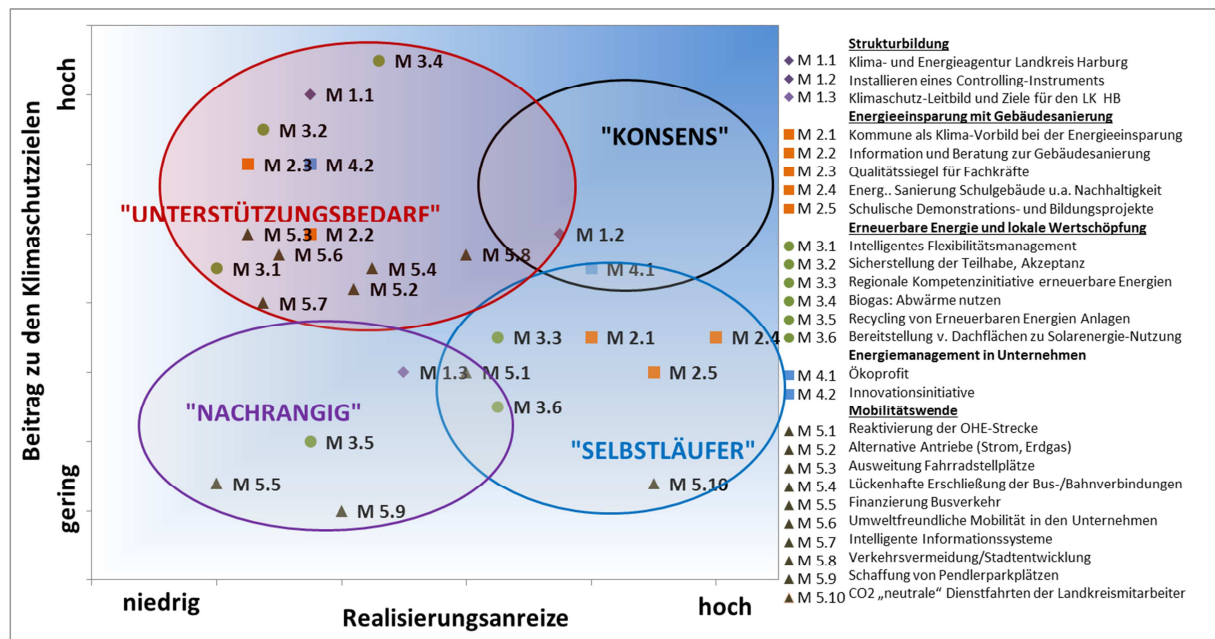 Beitrag zu den Klimaschutzzielen
hoch
gering
niedrig
Realisierungsanreize
hoch
"KONSENS"
"UNTERSTÜTZUNGSBEDARF"
"NACHRANGIG"
"SELBSTLÄUFER"
M 3.4
M 1.1
M 3.2
M 2.3
M 4.2
M 5.3
M 2.2
M 1.2
M 5.6
M 5.8
M 3.1
M 5.4
M 4.1
M 5.2
M 5.7
M 3.3
M 2.1
M 2.4
M 1.3
M 5.1
M 2.5
M 3.6
M 3.5
M 5.5
M 5.10
M 5.9
Strukturbildung
M 1.1 Klima- und Energieagentur Landkreis Harburg
M 1.2 Installieren eines Controlling-Instruments
M 1.3 Klimaschutz-Leitbild und Ziele für den LK HB
Energieeinsparung mit Gebäudesanierung
M 2.1 Kommune als Klima-Vorbild bei der Energieeinsparung
M 2.2 Information und Beratung zur Gebäudesanierung
M 2.3 Qualitätssiegel für Fachkräfte
M 2.4 Energ.. Sanierung Schulgebäude u.a. Nachhaltigkeit
M 2.5 Schulische Demonstrations- und Bildungsprojekte
Erneuerbare Energie und lokale Wertschöpfung
M 3.1 Intelligentes Flexibilitätsmanagement
M 3.2 Sicherstellung der Teilhabe, Akzeptanz
M 3.3 Regionale Kompetenzinitiative erneuerbare Energien
M 3.4 Biogas: Abwärme nutzen
M 3.5 Recycling von Erneuerbaren Energien Anlagen
M 3.6 Bereitstellung v. Dachflächen zu Solarenergie-Nutzung
Energiemanagement in Unternehmen
M 4.1 Ökoprofit
M 4.2 Innovationsinitiative
Mobilitätswende
M 5.1 Reaktivierung der OHE-Strecke
M 5.2 Alternative Antriebe (Strom, Erdgas)
M 5.3 Ausweitung Fahrradstellplätze
M 5.4 Lückenhafte Erschließung der Bus-/Bahnverbindungen
M 5.5 Finanzierung Busverkehr
M 5.6 Umweltfreundliche Mobilität in den Unternehmen
M 5.7 Intelligente Informationssysteme
M 5.8 Verkehrsvermeidung/Stadtentwicklung
M 5.9 Schaffung von Pendlerparkplätzen
M 5.10 CO2 „neutrale“ Dienstfahrten der Landkreismitarbeiter